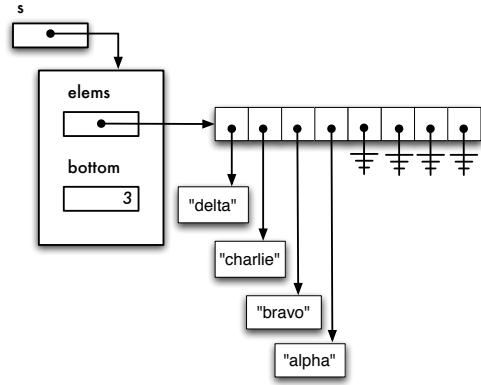 s
elems
bottom
3
"delta"
"charlie"
"bravo"
"alpha"